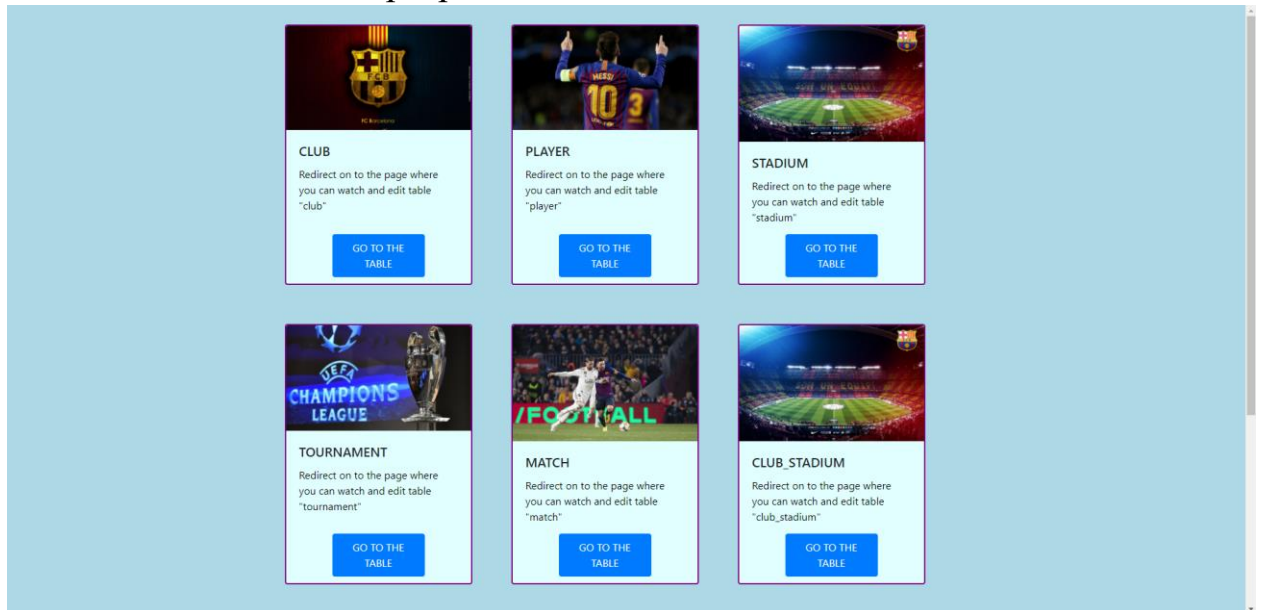 FCB
FC Barcelona
CLUB
Redirect on to the page where
you can watch and edit table
"club"
GO TO THE
TABLE
MESSI
10
3
PLAYER
Redirect on to the page where
you can watch and edit table
"player"
GO TO THE
TABLE
STADIUM
Redirect on to the page where
you can watch and edit table
"stadium"
GO TO THE
TABLE
UEFA
CHAMPIONS
LEAGUE
TOURNAMENT
Redirect on to the page where
you can watch and edit table
"tournament"
GO TO THE
TABLE
MATCH
Redirect on to the page where
you can watch and edit table
"match"
GO TO THE
TABLE
CLUB_STADIUM
Redirect on to the page where
you can watch and edit table
"club_stadium"
GO TO THE
TABLE